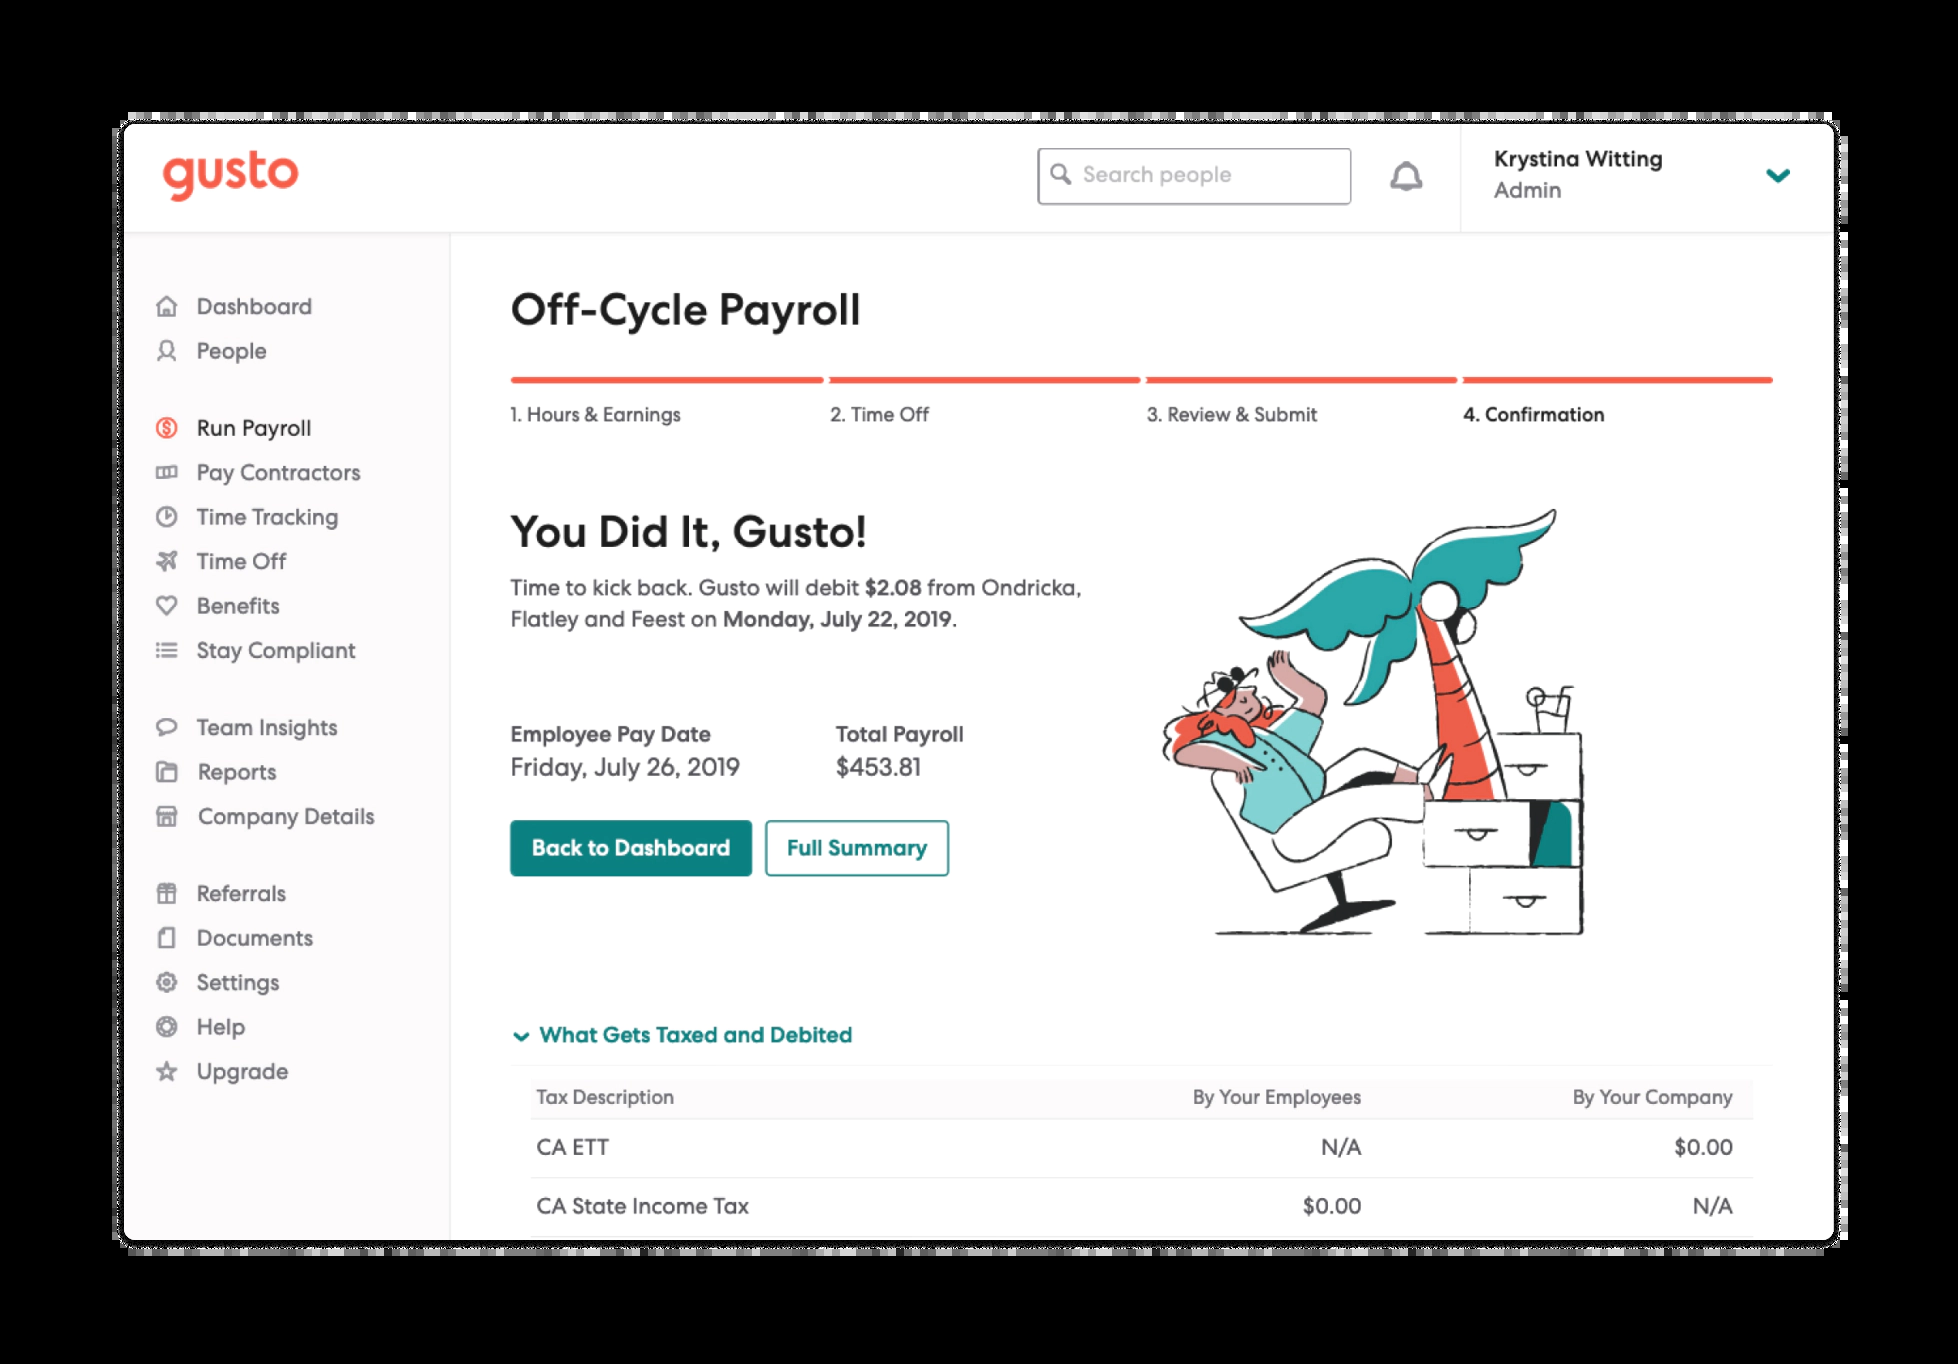 gusto
Search people
Krystina Witting
Admin
Dashboard
People
Run Payroll
Pay Contractors
Time Tracking
Time Off
Benefits
Stay Compliant
Team Insights
Reports
Company Details
Referrals
Documents
Settings
Help
Upgrade
Off-Cycle Payroll
1. Hours & Earnings
2. Time Off
3. Review & Submit
4. Confirmation
You Did It, Gusto!
Time to kick back. Gusto will debit $2.08 from Ondricka,
Flatley and Feest on Monday, July 22, 2019.
Employee Pay Date
Friday, July 26, 2019
Total Payroll
$453.81
Back to Dashboard
Full Summary
What Gets Taxed and Debited
Tax Description By Your Employees By Your Company
CA ETT N/A $0.00
CA State Income Tax $0.00 N/A